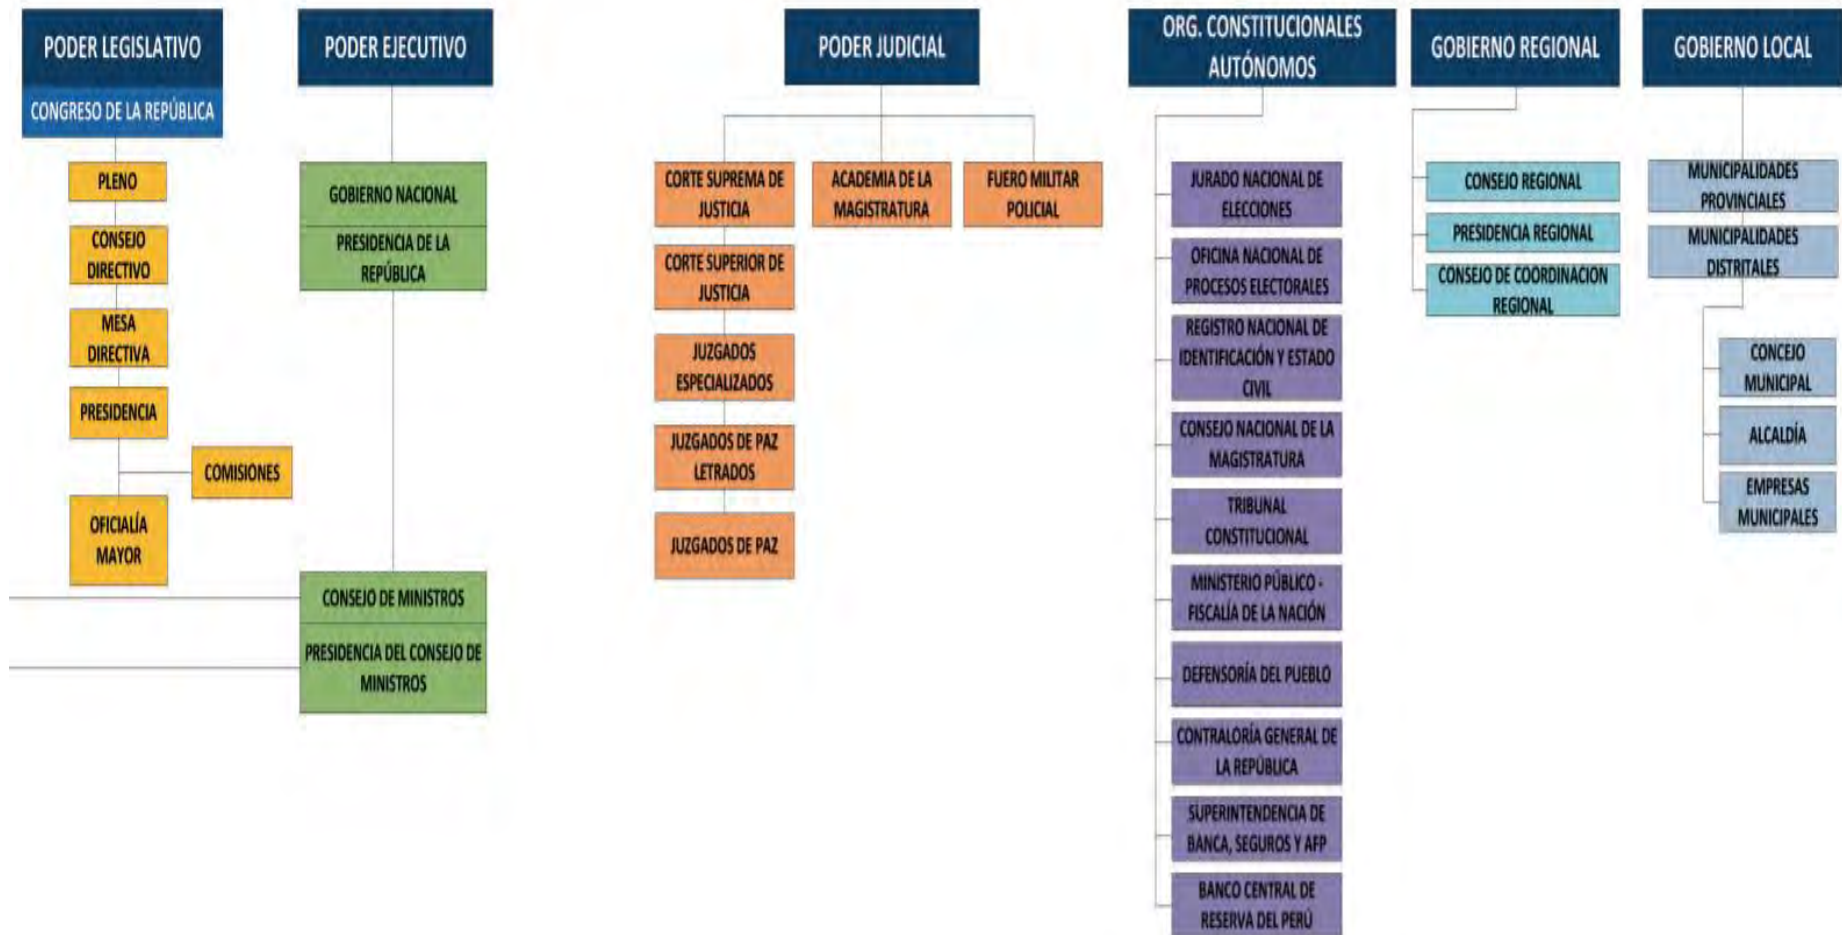 PODER LEGISLATIVO
CONGRESO DE LA REPÚBLICA
PLENO
CONSEJO
DIRECTIVO
MESA
DIRECTIVA
PRESIDENCIA
COMISIONES
OFICIALÍA
MAYOR
PODER EJECUTIVO
GOBIERNO NACIONAL
PRESIDENCIA DE LA
REPÚBLICA
CONSEJO DE MINISTROS
PRESIDENCIA DEL CONSEJO DE
MINISTROS
PODER JUDICIAL
CORTE SUPREMA DE
JUSTICIA
CORTE SUPERIOR DE
JUSTICIA
JUZGADOS
ESPECIALIZADOS
JUZGADOS DE PAZ
LETRADOS
JUZGADOS DE PAZ
ACADEMIA DE LA
MAGISTRATURA
FUERO MILITAR
POLICIAL
ORG. CONSTITUCIONALES
AUTÓNOMOS
JURADO NACIONAL DE
ELECCIONES
OFICINA NACIONAL DE
PROCESOS ELECTORALES
REGISTRO NACIONAL DE
IDENTIFICACIÓN Y ESTADO
CIVIL
CONSEJO NACIONAL DE LA
MAGISTRATURA
TRIBUNAL
CONSTITUCIONAL
MINISTERIO PÚBLICO -
FISCALÍA DE LA NACIÓN
DEFENSORÍA DEL PUEBLO
CONTRALORÍA GENERAL DE
LA REPÚBLICA
SUPERINTENDENCIA DE
BANCA, SEGUROS Y AFP
BANCO CENTRAL DE
RESERVA DEL PERÚ
GOBIERNO REGIONAL
CONSEJO REGIONAL
PRESIDENCIA REGIONAL
CONSEJO DE COORDINACION
REGIONAL
GOBIERNO LOCAL
MUNICIPALIDADES
PROVINCIALES
MUNICIPALIDADES
DISTRITALES
CONCEJO
MUNICIPAL
ALCALDÍA
EMPRESAS
MUNICIPALES